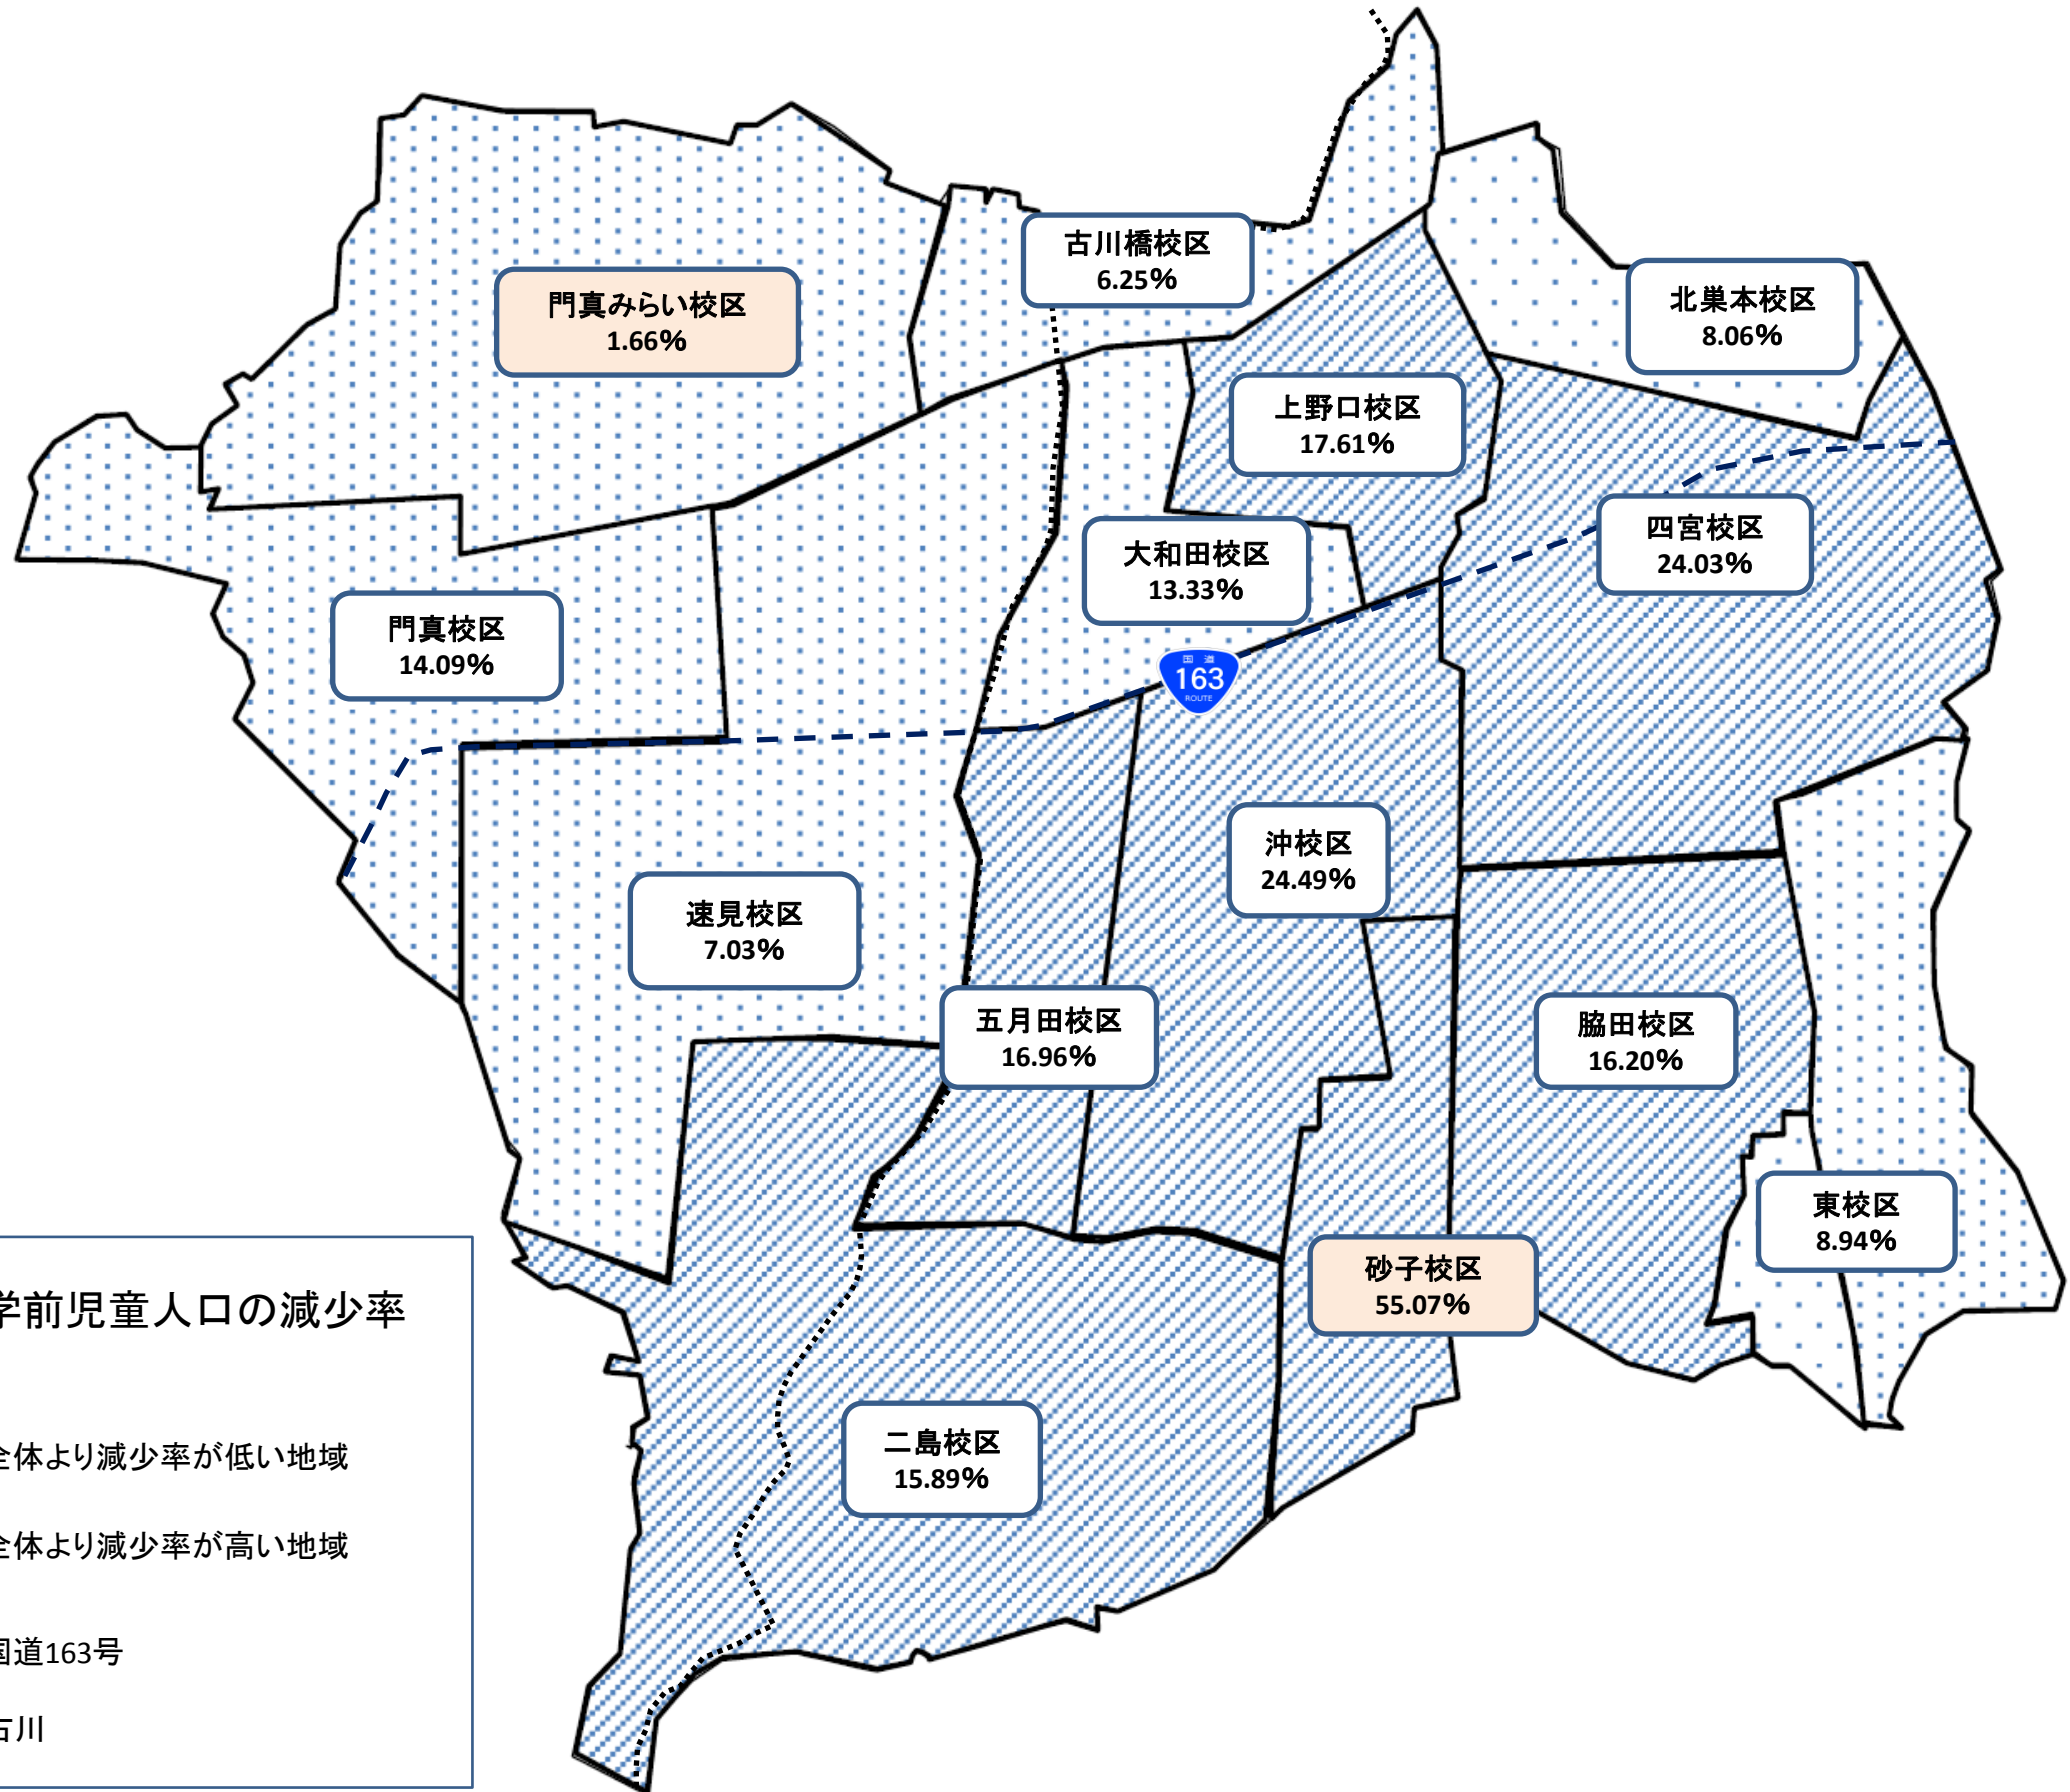 古川橋校区
6.25%
門真みらい校区
1.66%
北巣本校区
8.06%
上野口校区
17.61%
四宮校区
24.03%
大和田校区
13.33%
門真校区
14.09%
国道
163
ROUTE
沖校区
24.49%
速見校区
7.03%
五月田校区
16.96%
脇田校区
16.20%
東校区
8.94%
砂子校区
55.07%
二島校区
15.89%
学前児童人口の減少率
全体より減少率が低い地域
全体より減少率が高い地域
国道163号
古川